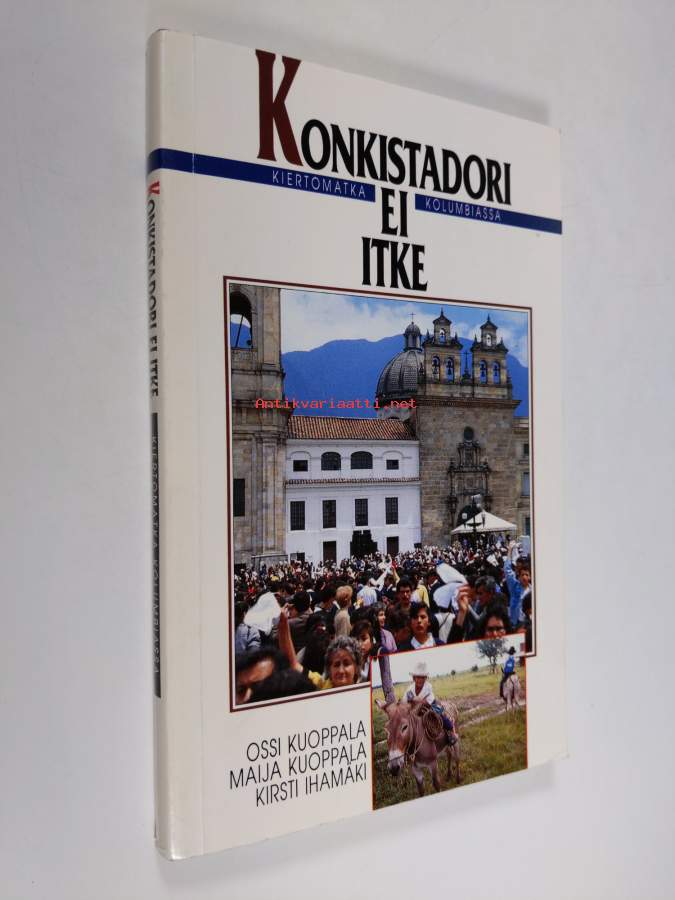 KONKISTADORI
KIERTOMATKA KOLUMBIASSA
EI
ITKE
Antikvariaatti.net
OSSI KUOPPALA
MAIJA KUOPPALA
KIRSTI IHAMÄKI
KONKISTADORI EI ITKE
KIERTOMATKA KOLUMBIASSA